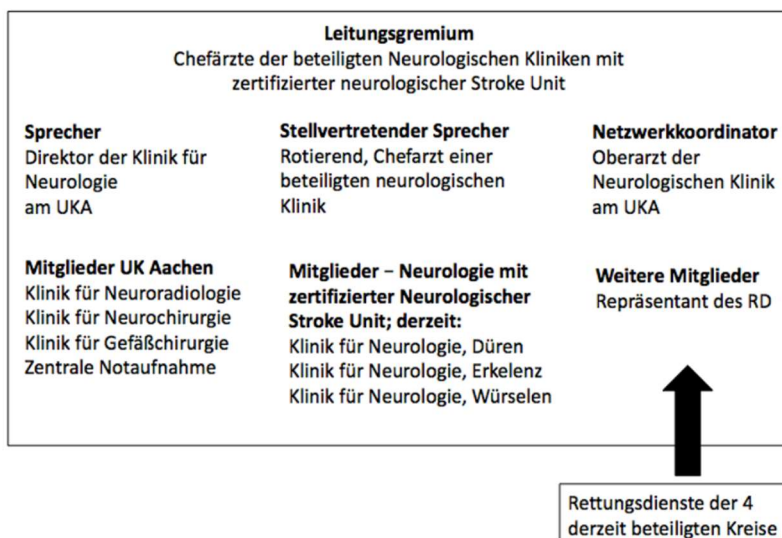 Leitungsgremium
Chefärzte der beteiligten Neurologischen Kliniken mit
zertifizierter neurologischer Stroke Unit
Sprecher
Direktor der Klinik für
Neurologie
am UKA
Stellvertretender Sprecher
Rotierend, Chefarzt einer
beteiligten neurologischen
Klinik
Netzwerkkoordinator
Oberarzt der
Neurologischen Klinik
am UKA
Mitglieder UK Aachen
Klinik für Neuroradiologie
Klinik für Neurochirurgie
Klinik für Gefäßchirurgie
Zentrale Notaufnahme
Mitglieder – Neurologie mit
zertifizierter Neurologischer
Stroke Unit; derzeit:
Klinik für Neurologie, Düren
Klinik für Neurologie, Erkelenz
Klinik für Neurologie, Würselen
Weitere Mitglieder
Repräsentant des RD
Rettungsdienste der 4
derzeit beteiligten Kreise